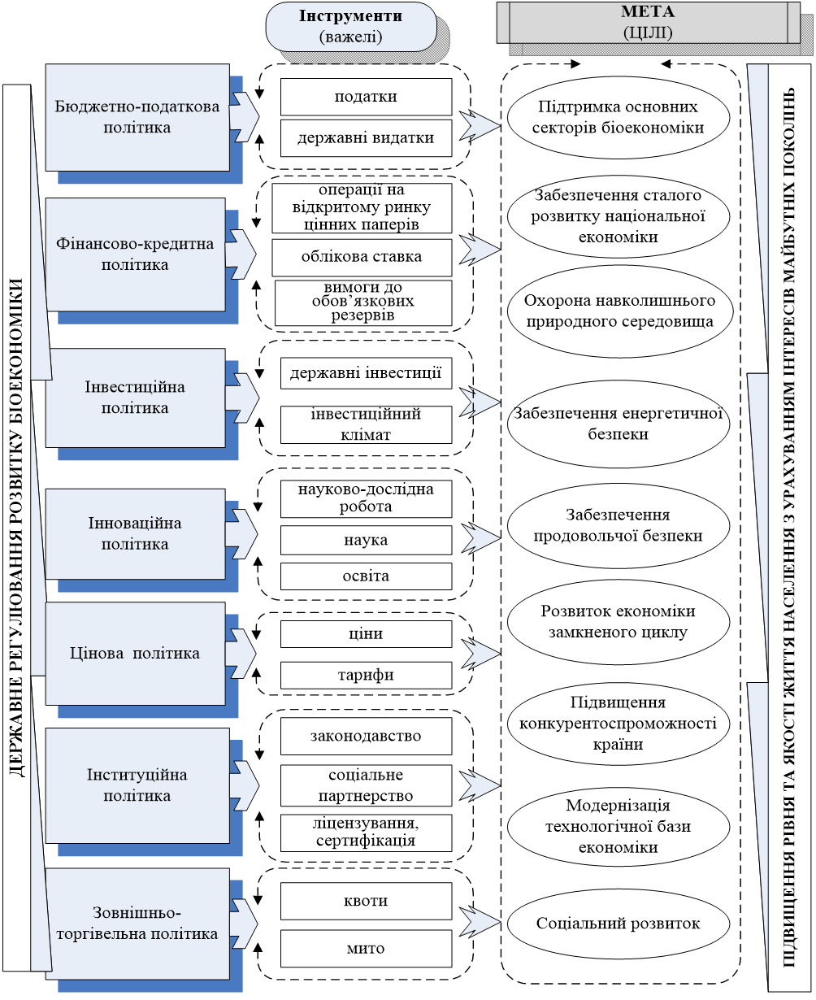 Інструменти
(важелі)
МЕТА
(ЦІЛІ)
ДЕРЖАВНЕ РЕГУЛЮВАННЯ РОЗВИТКУ БІОЕКОНОМІКИ
Бюджетно-податкова
політика
податки
державні видатки
Фінансово-кредитна
політика
операції на
відкритому ринку
цінних паперів
облікова ставка
вимоги до
обов’язкових
резервів
Інвестиційна
політика
державні інвестиції
інвестиційний
клімат
Інноваційна
політика
науково-дослідна
робота
наука
освіта
Цінова політика
ціни
тарифи
Інституційна
політика
законодавство
соціальне
партнерство
ліцензування,
сертифікація
Зовнішньо-
торгівельна політика
квоти
мито
Підтримка основних
секторів біоекономіки
Забезпечення сталого
розвитку національної
економіки
Охорона навколишнього
природного середовища
Забезпечення енергетичної
безпеки
Забезпечення
продовольчої безпеки
Розвиток економіки
замкненого циклу
Підвищення
конкурентоспроможності
країни
Модернізація
технологічної бази
економіки
Соціальний розвиток
ПІДВИЩЕННЯ РІВНЯ ТА ЯКОСТІ ЖИТТЯ НАСЕЛЕННЯ З УРАХУВАННЯМ ІНТЕРЕСІВ МАЙБУТНІХ ПОКОЛІНЬ